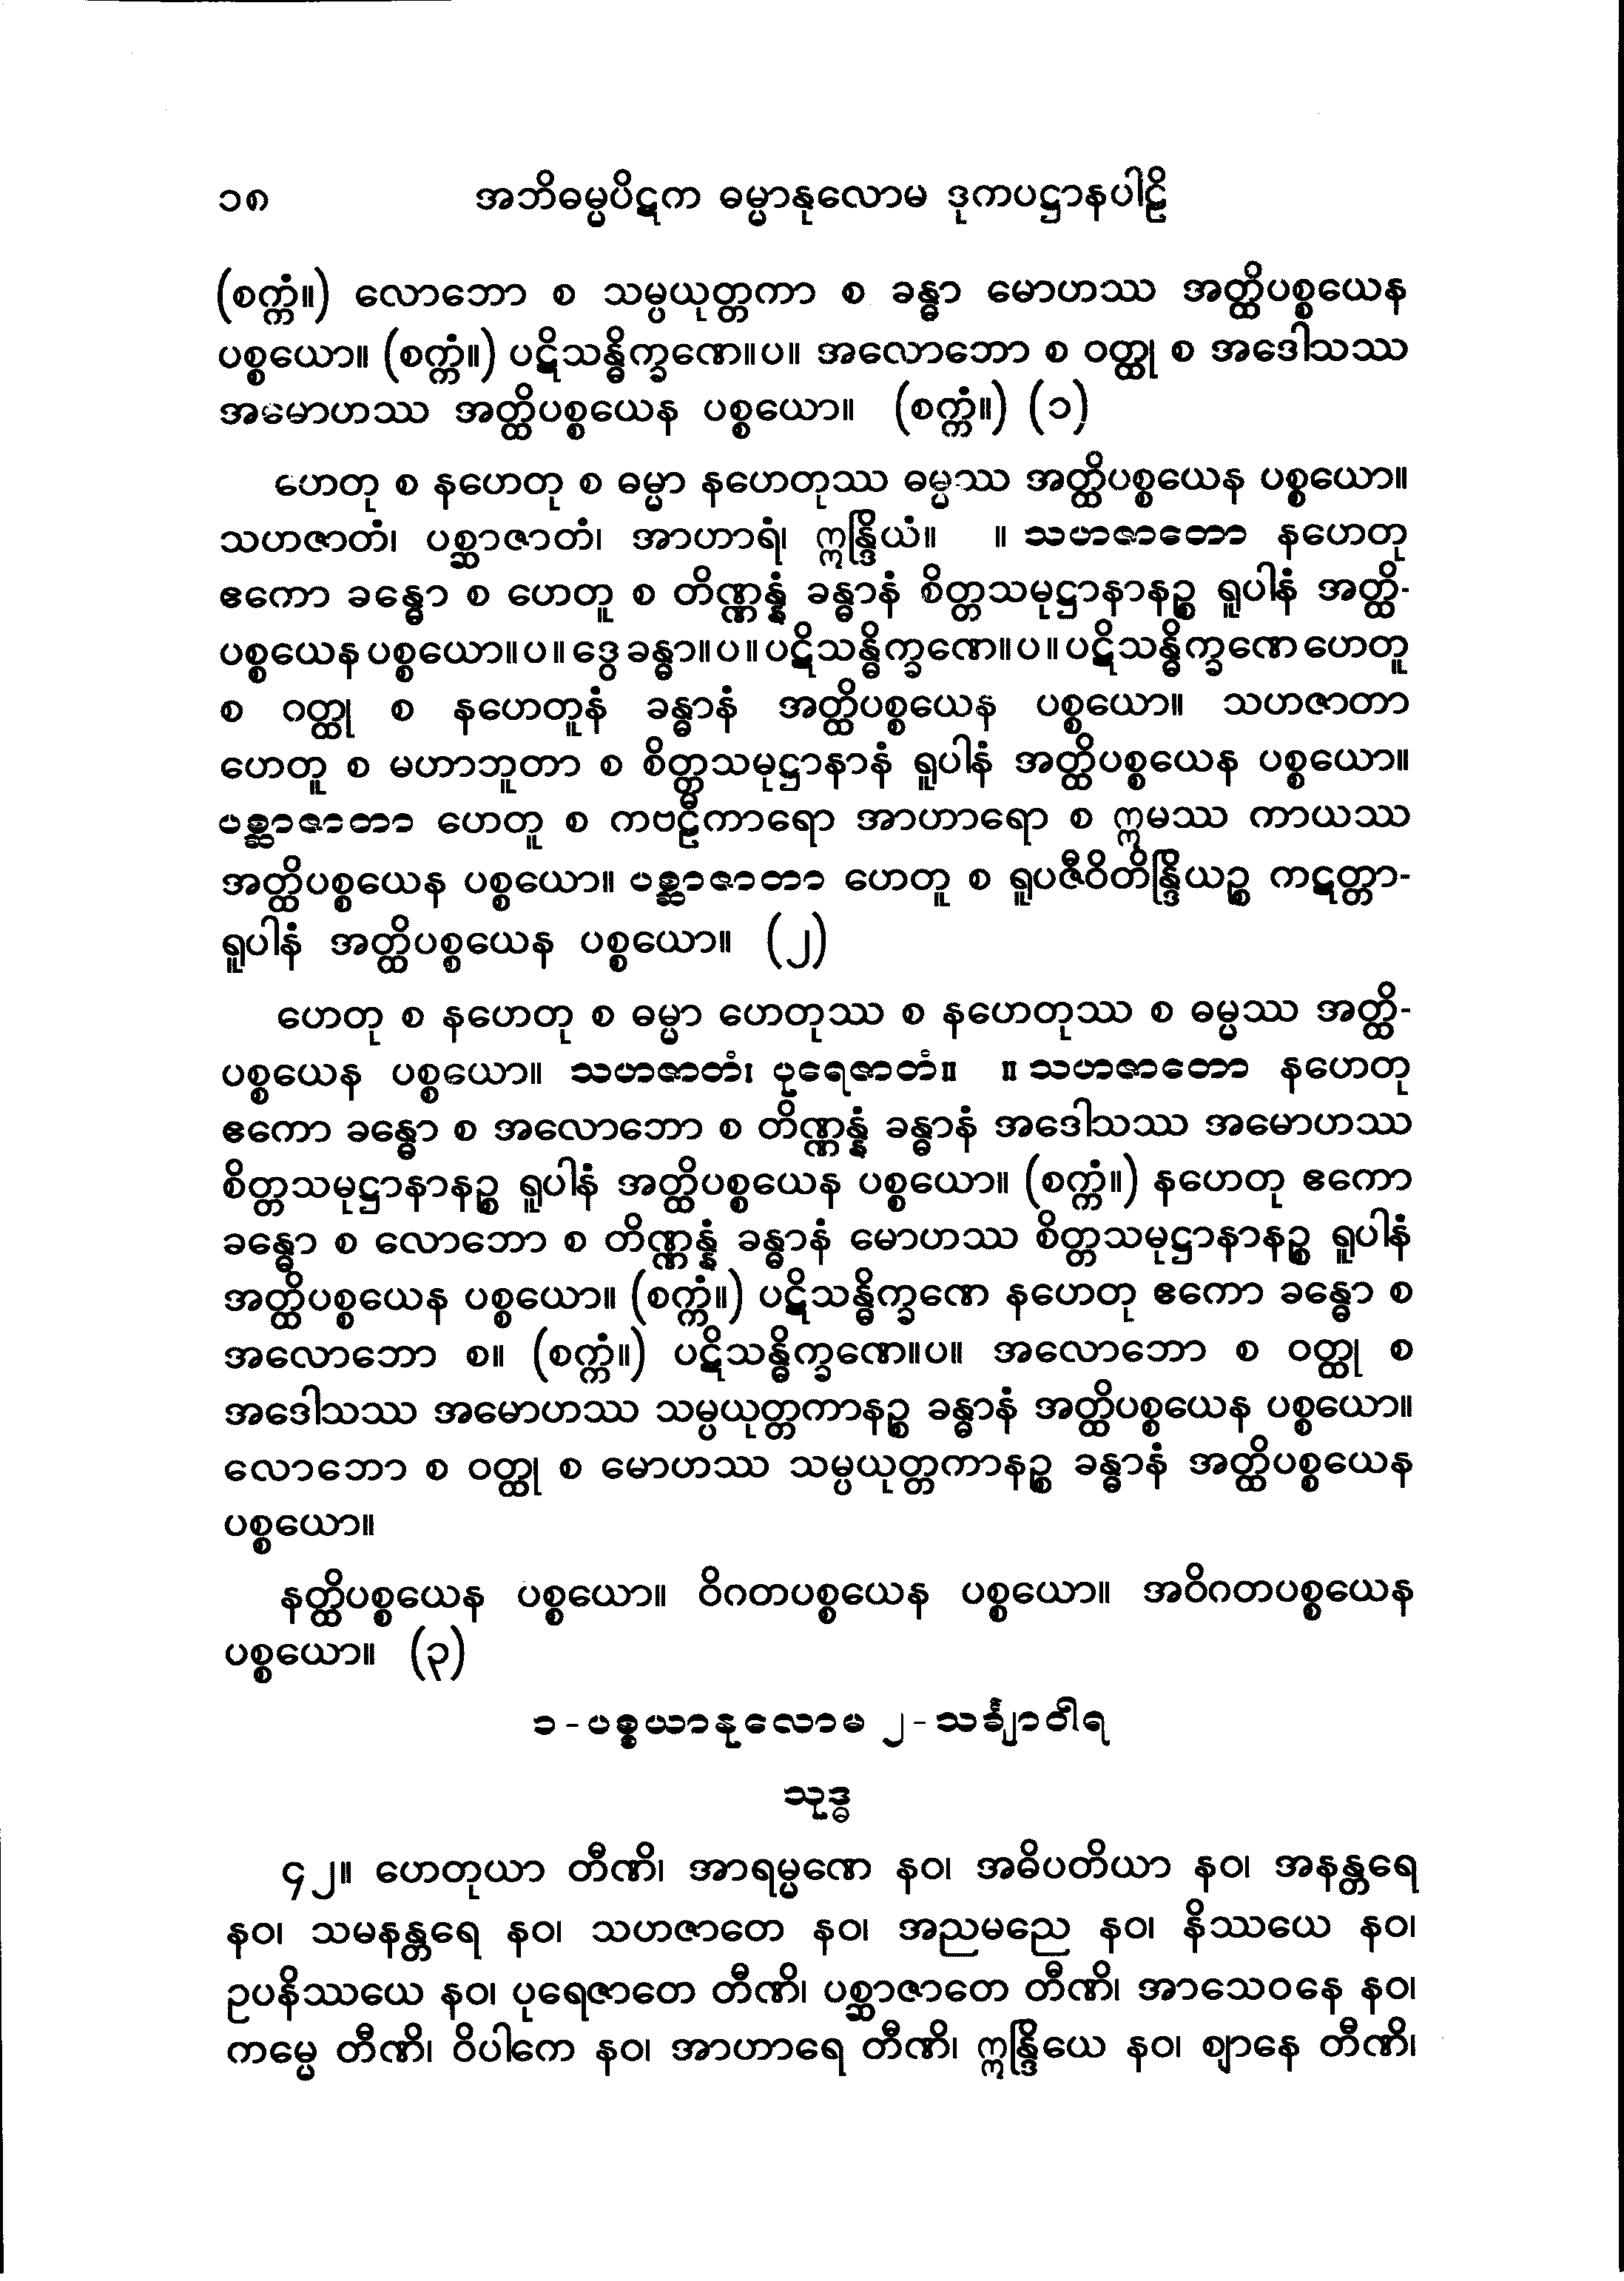 ၁၈ အဘိဓမ္မပိဋက ဓမ္မာနုလောမ ဒုကပဋ္ဌာနပါဠိ
(စက္ကံ။) လောဘော စ သမ္ပယုတ္တကာ စ ခန္ဓာ မောဟဿ အတ္ထိပစ္စယေန
ပစ္စယော။ (စက္ကံ။) ပဋိသန္ဓိက္ခဏေ။ပ။ အလောဘော စ ဝတ္ထု စ အဒေါသဿ
အမောဟဿ အတ္ထိပစ္စယေန ပစ္စယော။ (စက္ကံ။) (၁)
ဟေတု စ နဟေတု စ ဓမ္မာ နဟေတုဿ ဓမ္မဿ အတ္ထိပစ္စယေန ပစ္စယော။
သဟဇာတံ၊ ပစ္ဆာဇာတံ၊ အာဟာရံ၊ ဣန္ဒြိယံ။ ။ သဟဇာတော နဟေတု
ဧကော ခန္ဓော စ ဟေတူ စ တိဏ္ဏန္နံ ခန္ဓာနံ စိတ္တသမုဋ္ဌာနာနဉ္စ ရူပါနံ အတ္ထိ-
ပစ္စယေန ပစ္စယော။ပ။ ဒွေ ခန္ဓာ။ပ။ ပဋိသန္ဓိက္ခဏေ။ပ။ ပဋိသန္ဓိက္ခဏေ ဟေတူ
စ ဝတ္ထု စ နဟေတူနံ ခန္ဓာနံ အတ္ထိပစ္စယေန ပစ္စယော။ သဟဇာတာ
ဟေတူ စ မဟာဘူတာ စ စိတ္တသမုဋ္ဌာနာနံ ရူပါနံ အတ္ထိပစ္စယေန ပစ္စယော။
ပစ္ဆာဇာတာ ဟေတူ စ ကဗဠီကာရော အာဟာရော စ ဣမဿ ကာယဿ
အတ္ထိပစ္စယေန ပစ္စယော။ ပစ္ဆာဇာတာ ဟေတူ စ ရူပဇီဝိတိန္ဒြိယဉ္စ ကဋတ္တာ-
ရူပါနံ အတ္ထိပစ္စယေန ပစ္စယော။ (၂)
ဟေတု စ နဟေတု စ ဓမ္မာ ဟေတုဿ စ နဟေတုဿ စ ဓမ္မဿ အတ္ထိ-
ပစ္စယေန ပစ္စယော။ သဟဇာတံ၊ ပုရေဇာတံ။ ။ သဟဇာတော နဟေတု
ဧကော ခန္ဓော စ အလောဘော စ တိဏ္ဏန္နံ ခန္ဓာနံ အဒေါသဿ အမောဟဿ
စိတ္တသမုဋ္ဌာနာနဉ္စ ရူပါနံ အတ္ထိပစ္စယေန ပစ္စယော။ (စက္ကံ။) နဟေတု ဧကော
ခန္ဓော စ လောဘော စ တိဏ္ဏန္နံ ခန္ဓာနံ မောဟဿ စိတ္တသမုဋ္ဌာနာနဉ္စ ရူပါနံ
အတ္ထိပစ္စယေန ပစ္စယော။ (စက္ကံ။) ပဋိသန္ဓိက္ခဏေ နဟေတု ဧကော ခန္ဓော စ
အလောဘော စ။ (စက္ကံ။) ပဋိသန္ဓိက္ခဏေ။ပ။ အလောဘော စ ဝတ္ထု စ
အဒေါသဿ အမောဟဿ သမ္ပယုတ္တကာနဉ္စ ခန္ဓာနံ အတ္ထိပစ္စယေန ပစ္စယော။
လောဘော စ ဝတ္ထု စ မောဟဿ သမ္ပယုတ္တကာနဉ္စ ခန္ဓာနံ အတ္ထိပစ္စယေန
ပစ္စယော။
နတ္ထိပစ္စယေန ပစ္စယော။ ဝိဂတပစ္စယေန ပစ္စယော။ အဝိဂတပစ္စယေန
ပစ္စယော။ (၃)
၁-ပစ္စယာနုလောမ ၂-သင်္ချာဝါရ
သုဒ္ဓ
၄၂။ ဟေတုယာ တီဏိ၊ အာရမ္မဏေ နဝ၊ အဓိပတိယာ နဝ၊ အနန္တရေ
နဝ၊ သမနန္တရေ နဝ၊ သဟဇာတေ နဝ၊ အညမညေ နဝ၊ နိဿယေ နဝ၊
ဥပနိဿယေ နဝ၊ ပုရေဇာတေ တီဏိ၊ ပစ္ဆာဇာတေ တီဏိ၊ အာသေဝနေ နဝ၊
ကမ္မေ တီဏိ၊ ဝိပါကေ နဝ၊ အာဟာရေ တီဏိ၊ ဣန္ဒြိယေ နဝ၊ ဈာနေ တီဏိ၊